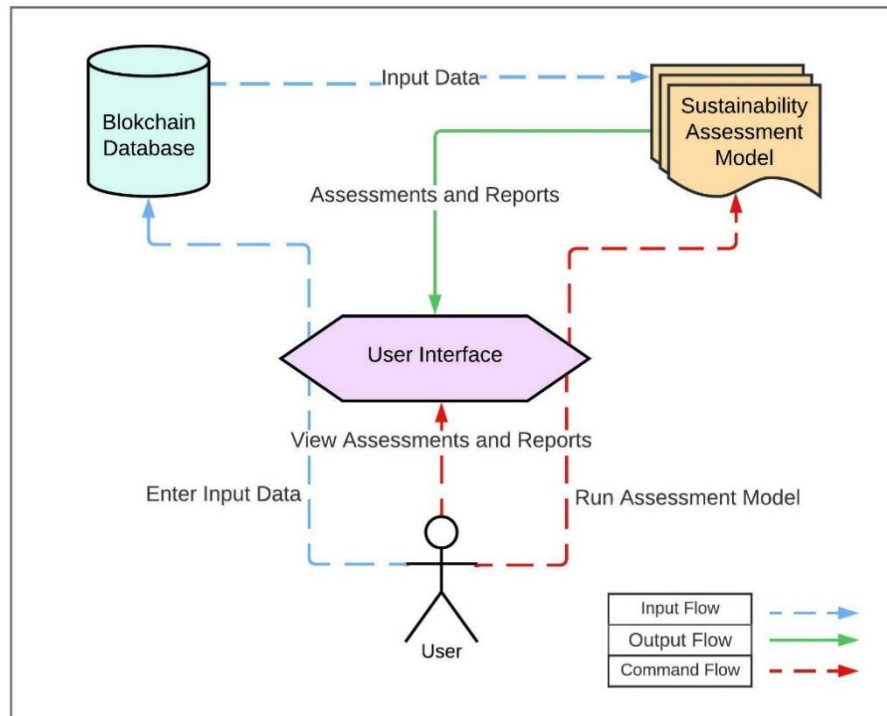 Input Data
Blokchain
Database
Sustainability
Assessment
Model
Assessments and Reports
User Interface
View Assessments and Reports
Enter Input Data
Run Assessment Model
User
Input Flow
Output Flow
Command Flow